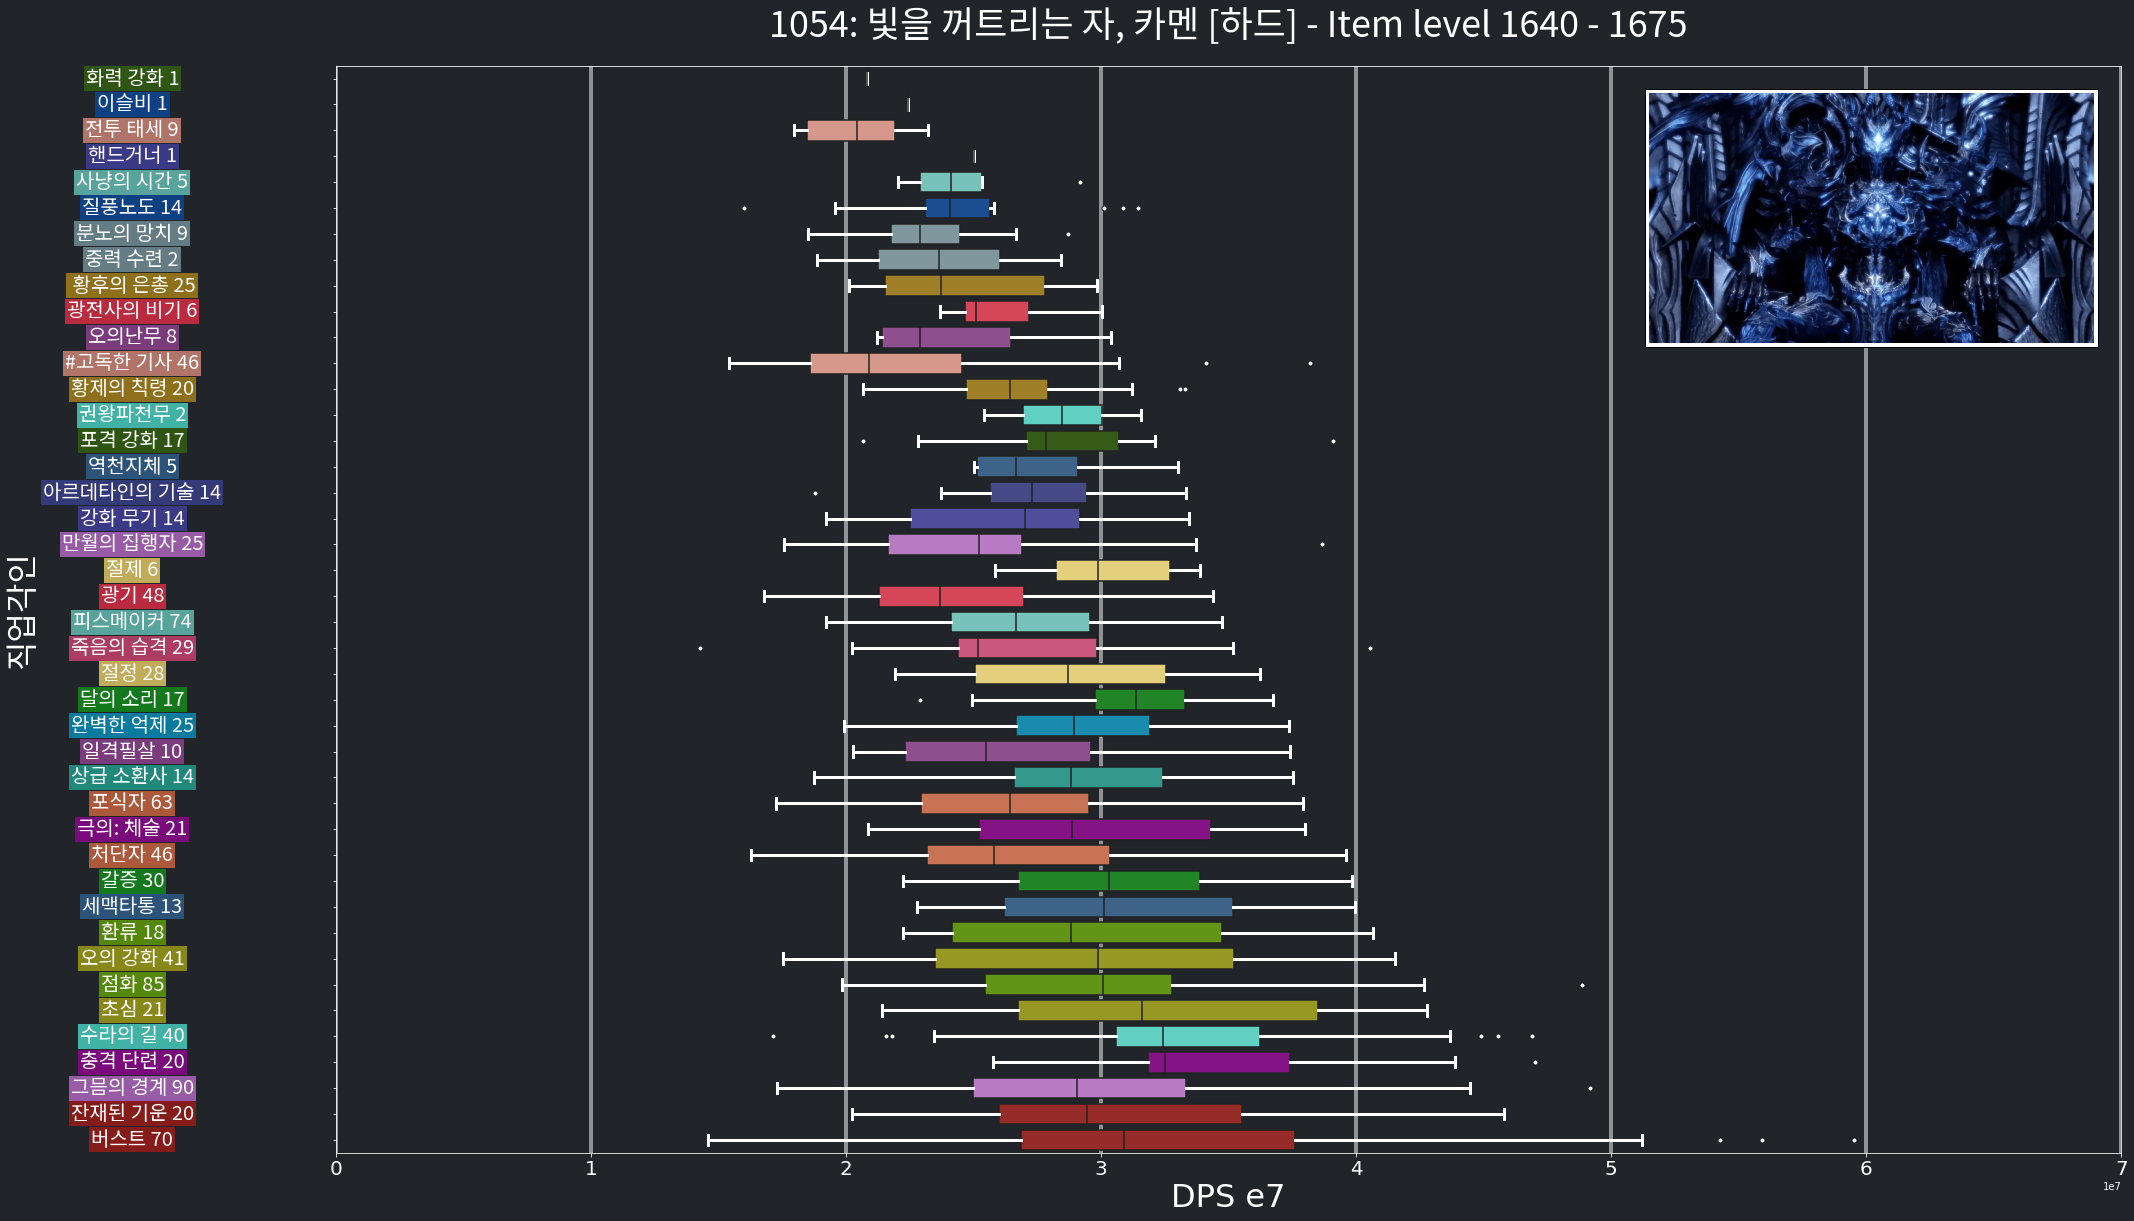 1054: 빛을 꺼트리는 자, 카멘 [하드] - Item level 1640 - 1675
화력 강화 1
이슬비 1
전투 태세 9
핸드거너 1
사냥의 시간 5
질풍노도 14
분노의 망치 9
중력 수련 2
황후의 은총 25
광전사의 비기 6
오의난무 8
#고독한 기사 46
황제의 칙령 20
권왕파천무 2
포격 강화 17
역천지체 5
아르데타인의 기술 14
강화 무기 14
만월의 집행자 25
절제 6
광기 48
피스메이커 74
죽음의 습격 29
절정 28
달의 소리 17
완벽한 억제 25
일격필살 10
상급 소환사 14
포식자 63
극의: 체술 21
처단자 46
갈증 30
세맥타통 13
환류 18
오의 강화 41
점화 85
초심 21
수라의 길 40
충격 단련 20
그믐의 경계 90
잔재된 기운 20
버스트 70
직업각인
0 1 2 3 4 5 6 7
1e7
DPS e7